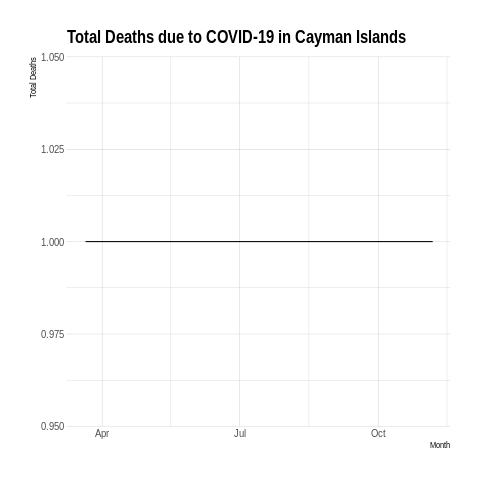 Total Deaths due to COVID-19 in Cayman Islands
Total Deaths
1.050
1.025
1.000
0.975
0.950
Apr Jul Oct
Month